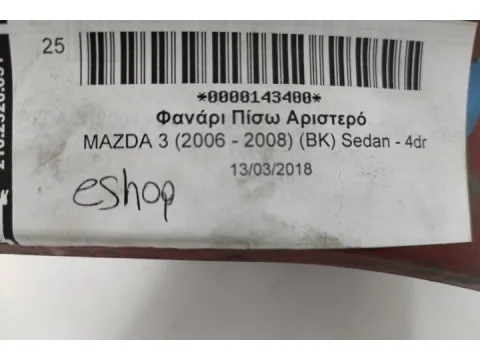 25
*0000143400*
Φανάρι Πίσω Αριστερό
MAZDA 3 (2006 - 2008) (BK) Sedan - 4dr
13/03/2018
eshop